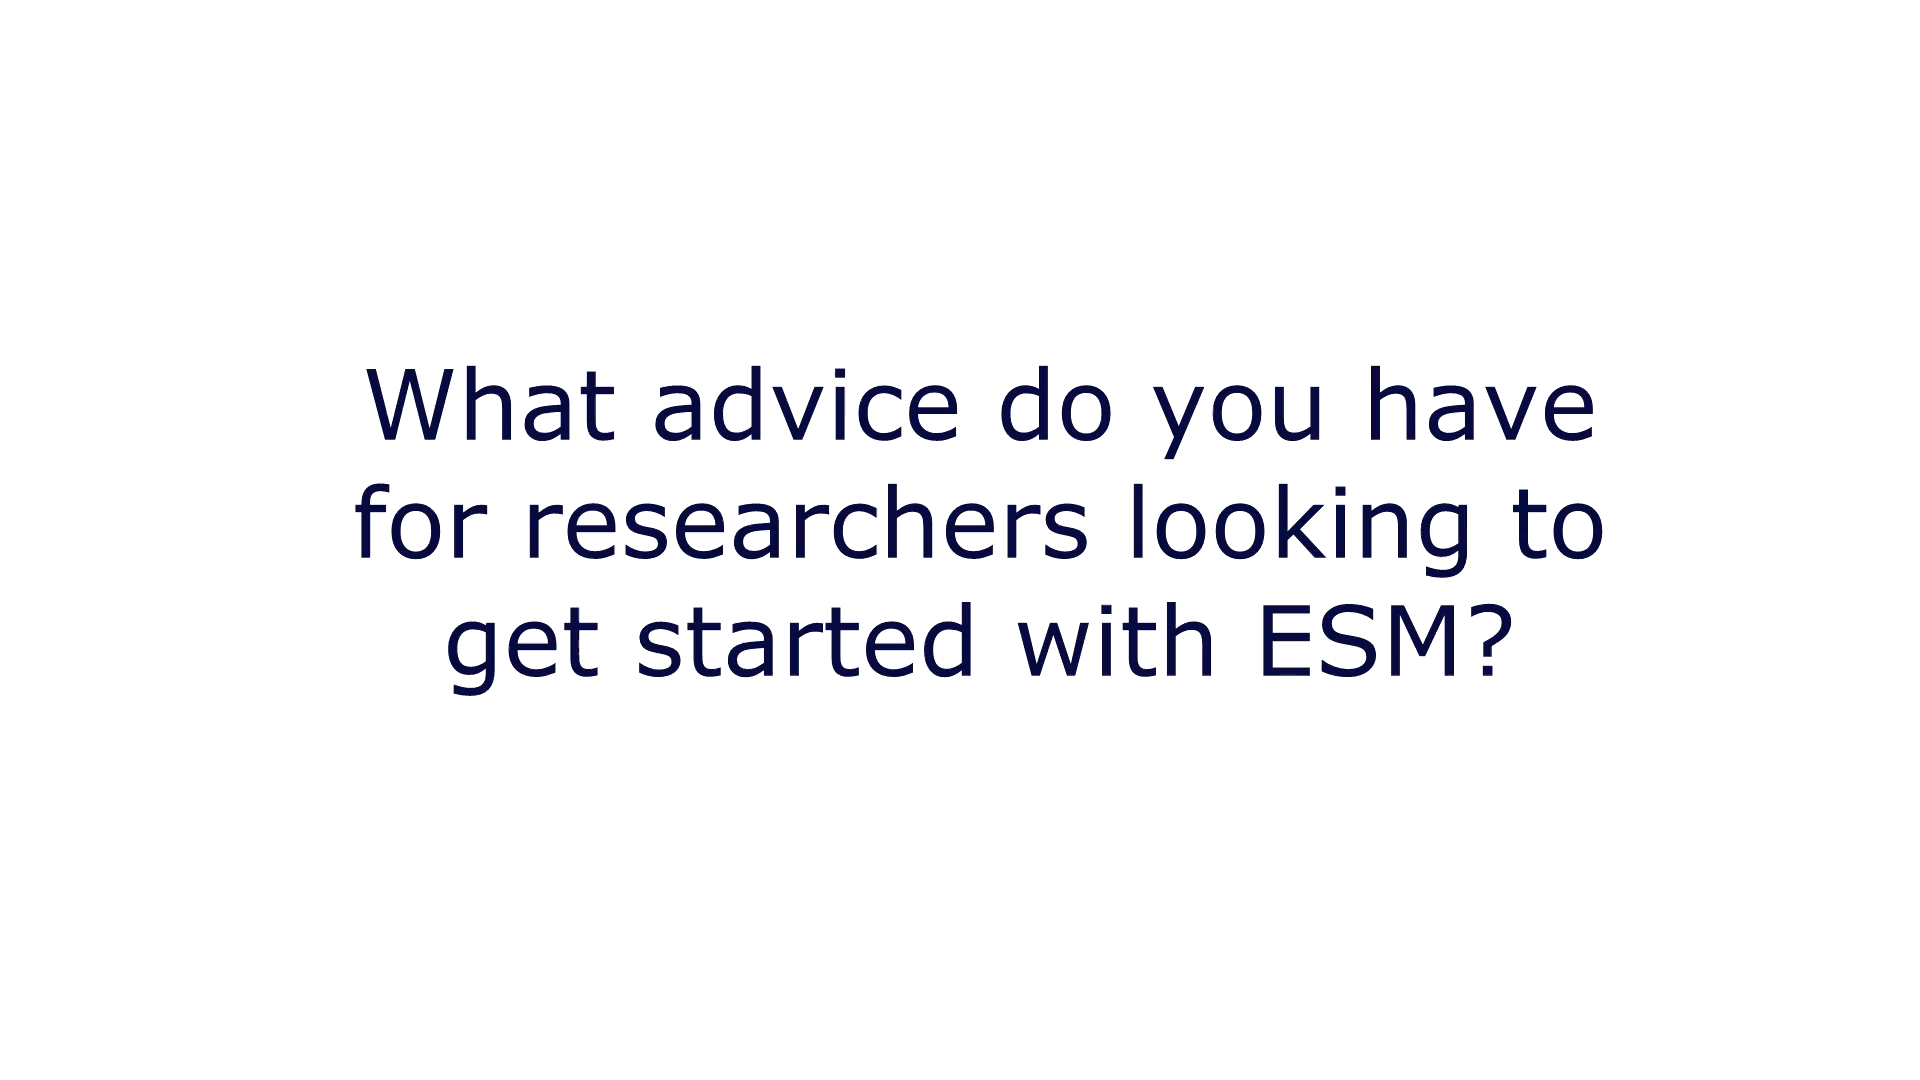 What advice do you have
for researchers looking to
get started with ESM?